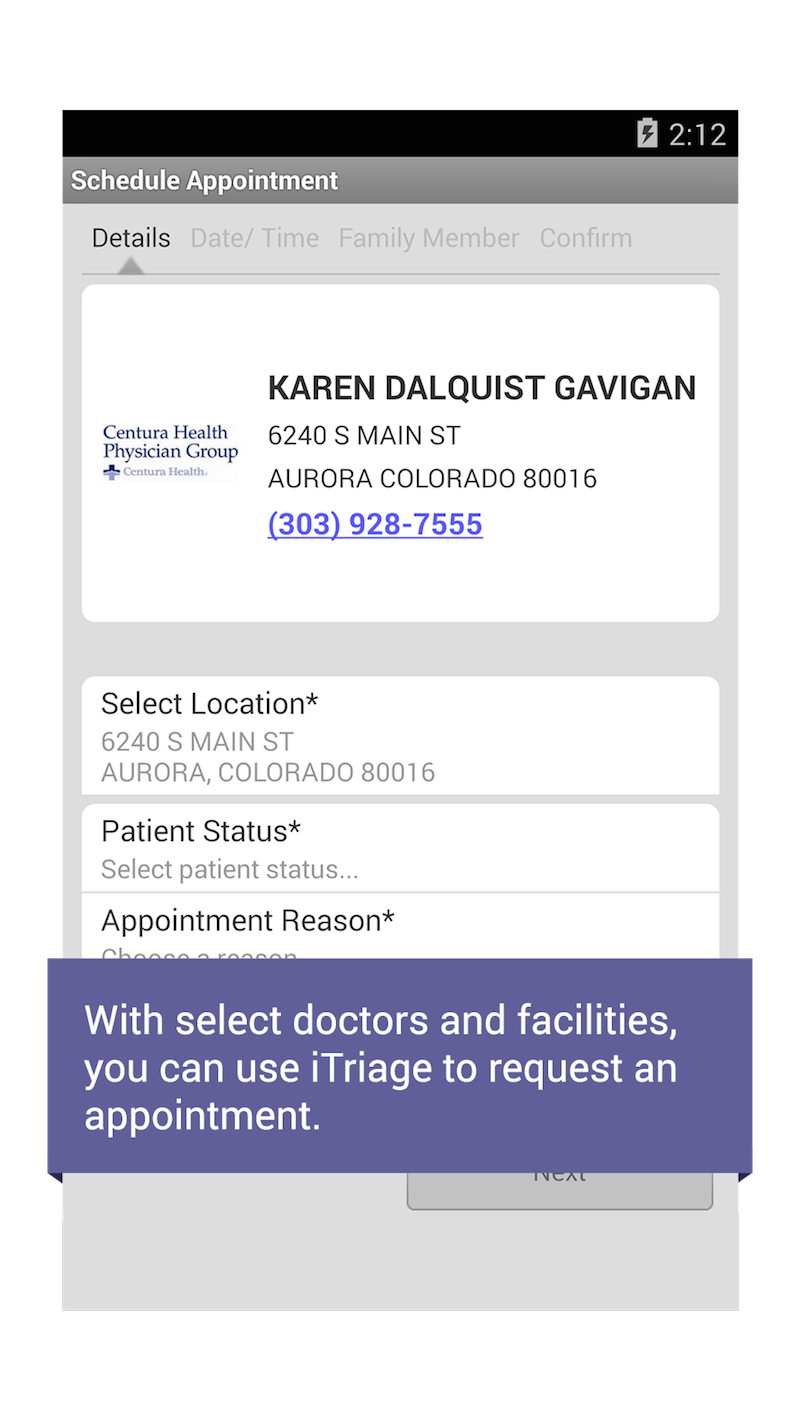 2:12
Schedule Appointment
Details Date/ Time Family Member Confirm
KAREN DALQUIST GAVIGAN
Centura Health
Physician Group
Centura Health.
6240 S MAIN ST
AURORA COLORADO 80016
(303) 928-7555
Select Location*
6240 S MAIN ST
AURORA, COLORADO 80016
Patient Status*
Select patient status...
Appointment Reason*
Choose a reason
With select doctors and facilities,
you can use iTriage to request an
appointment.
Next